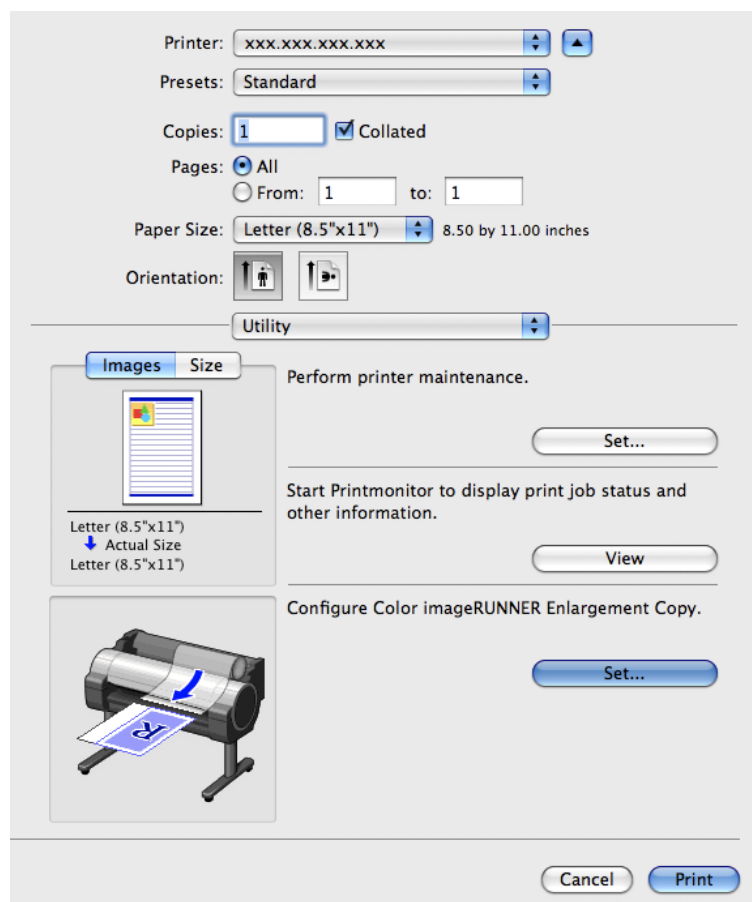 Printer: xxx.xxx.xxx.xxx
Presets: Standard
Copies: 1 Collated
Pages: All
From: 1 to: 1
Paper Size: Letter (8.5"x11") 8.50 by 11.00 inches
Orientation:
Utility
Images Size
Letter (8.5"x11")
Actual Size
Letter (8.5"x11")
Perform printer maintenance.
Set...
Start Printmonitor to display print job status and
other information.
View
Configure Color imageRUNNER Enlargement Copy.
Set...
R
Cancel Print